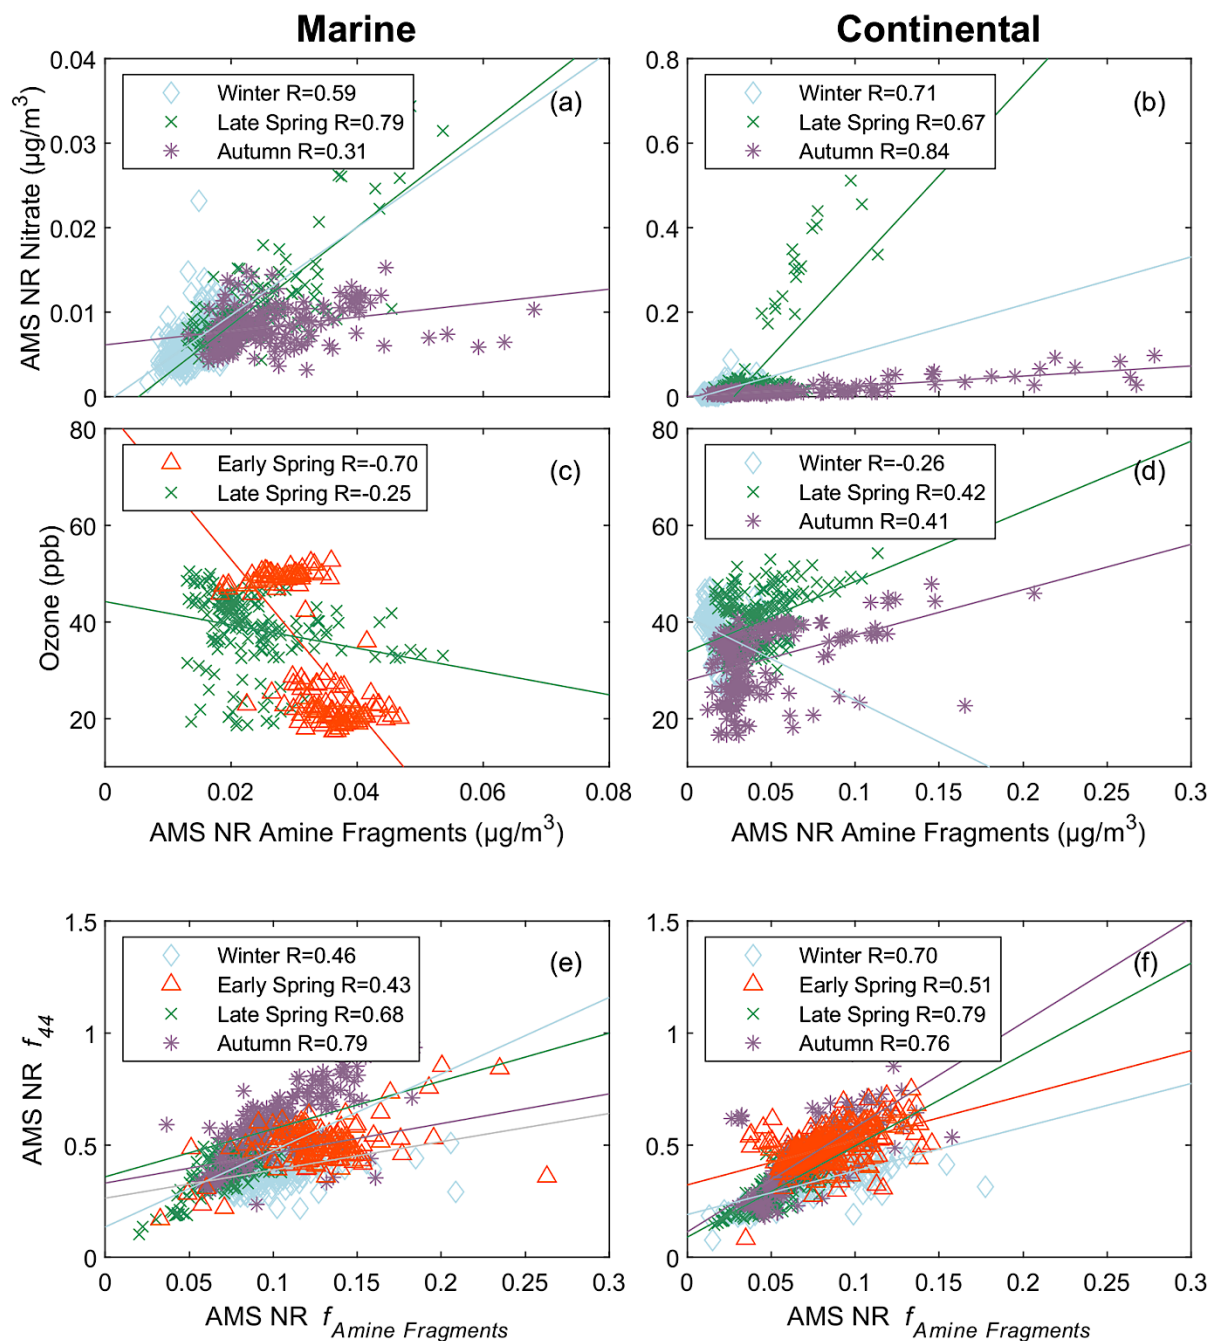 Marine
Continental
AMS NR Nitrate (µg/m³)
0.04
0.03
0.02
0.01
0
Winter R=0.59
Late Spring R=0.79
Autumn R=0.31
(a)
0.8
0.6
0.4
0.2
0
Winter R=0.71
Late Spring R=0.67
Autumn R=0.84
(b)
Ozone (ppb)
80
60
40
20
Early Spring R=-0.70
Late Spring R=-0.25
(c)
0 0.02 0.04 0.06 0.08
AMS NR Amine Fragments (µg/m³)
80
60
40
20
Winter R=-0.26
Late Spring R=0.42
Autumn R=0.41
(d)
0 0.05 0.1 0.15 0.2 0.25 0.3
AMS NR Amine Fragments (µg/m³)
AMS NR f44
1.5
1
0.5
0
Winter R=0.46
Early Spring R=0.43
Late Spring R=0.68
Autumn R=0.79
(e)
0 0.05 0.1 0.15 0.2 0.25 0.3
AMS NR fAmine Fragments
1.5
1
0.5
0
Winter R=0.70
Early Spring R=0.51
Late Spring R=0.79
Autumn R=0.76
(f)
0 0.05 0.1 0.15 0.2 0.25 0.3
AMS NR fAmine Fragments